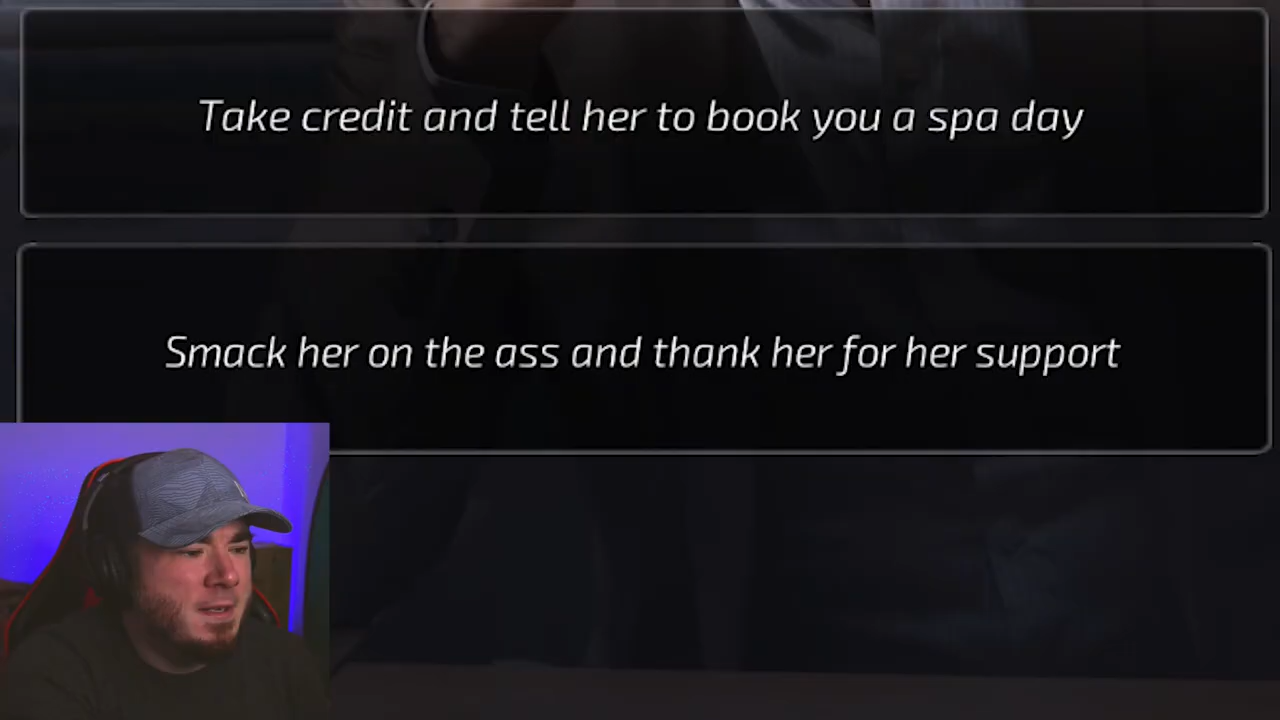 Take credit and tell her to book you a spa day
Smack her on the ass and thank her for her support